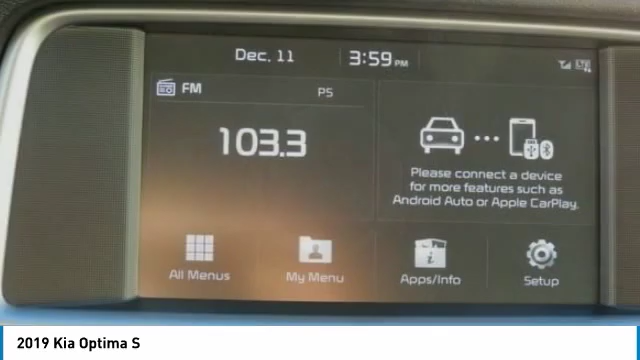 Dec. 11 3:59 PM
FM P5
103.3
Please connect a device
for more features such as
Android Auto or Apple CarPlay.
All Menus My Menu Apps/Info Setup
2019 Kia Optima S